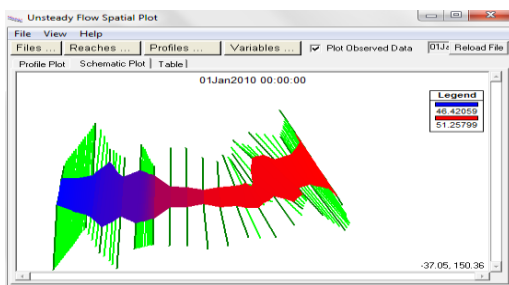 Unsteady Flow Spatial Plot
File View Help
Files ... Reaches ... Profiles ... Variables ... Plot Observed Data Reload File
Profile Plot Schematic Plot Table
01Jan2010 00:00:00
Legend
46.42059
51.25799
-37.05, 150.36